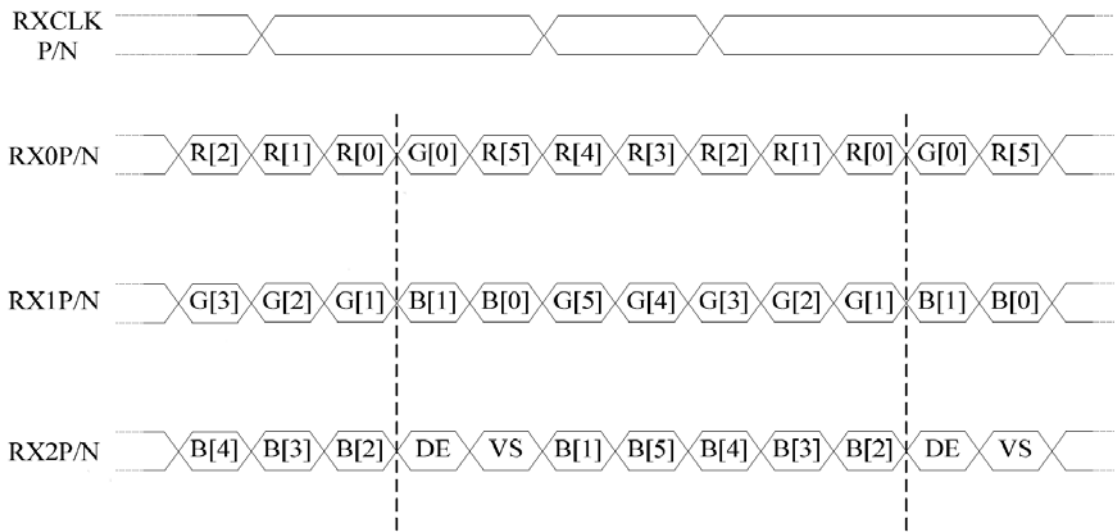 RXCLK
P/N
RX0P/N R[2] R[1] R[0] G[0] R[5] R[4] R[3] R[2] R[1] R[0] G[0] R[5]
RX1P/N G[3] G[2] G[1] B[1] B[0] G[5] G[4] G[3] G[2] G[1] B[1] B[0]
RX2P/N B[4] B[3] B[2] DE VS B[1] B[5] B[4] B[3] B[2] DE VS